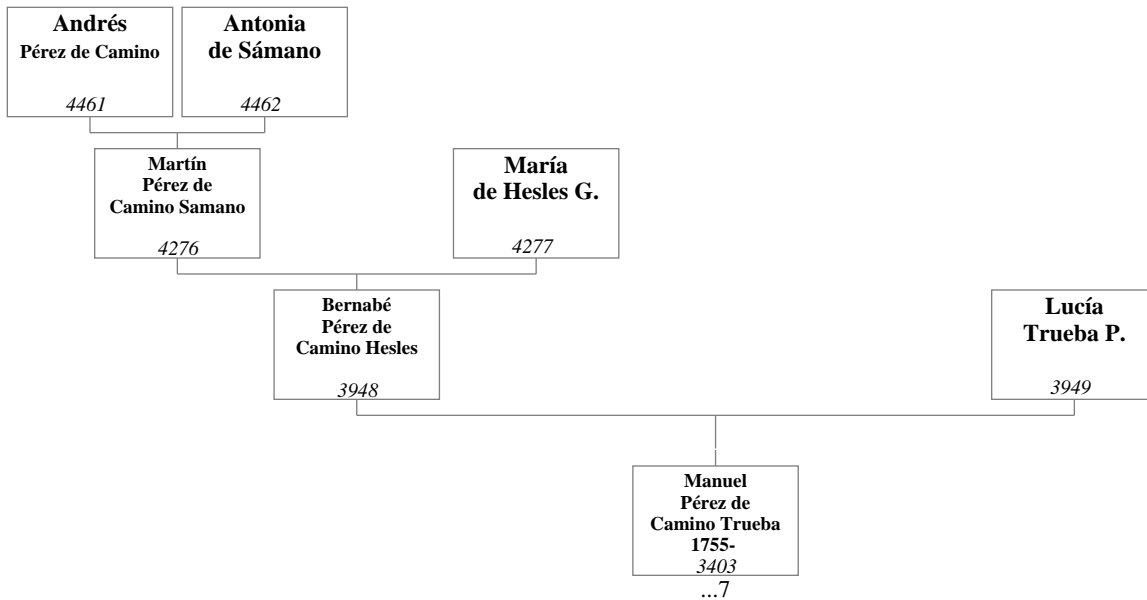 Andrés
Pérez de Camino
4461
Antonia
de Sámano
4462
Martín
Pérez de
Camino Samano
4276
María
de Hesles G.
4277
Bernabé
Pérez de
Camino Hesles
3948
Lucía
Trueba P.
3949
Manuel
Pérez de
Camino Trueba
1755-
3403
...7